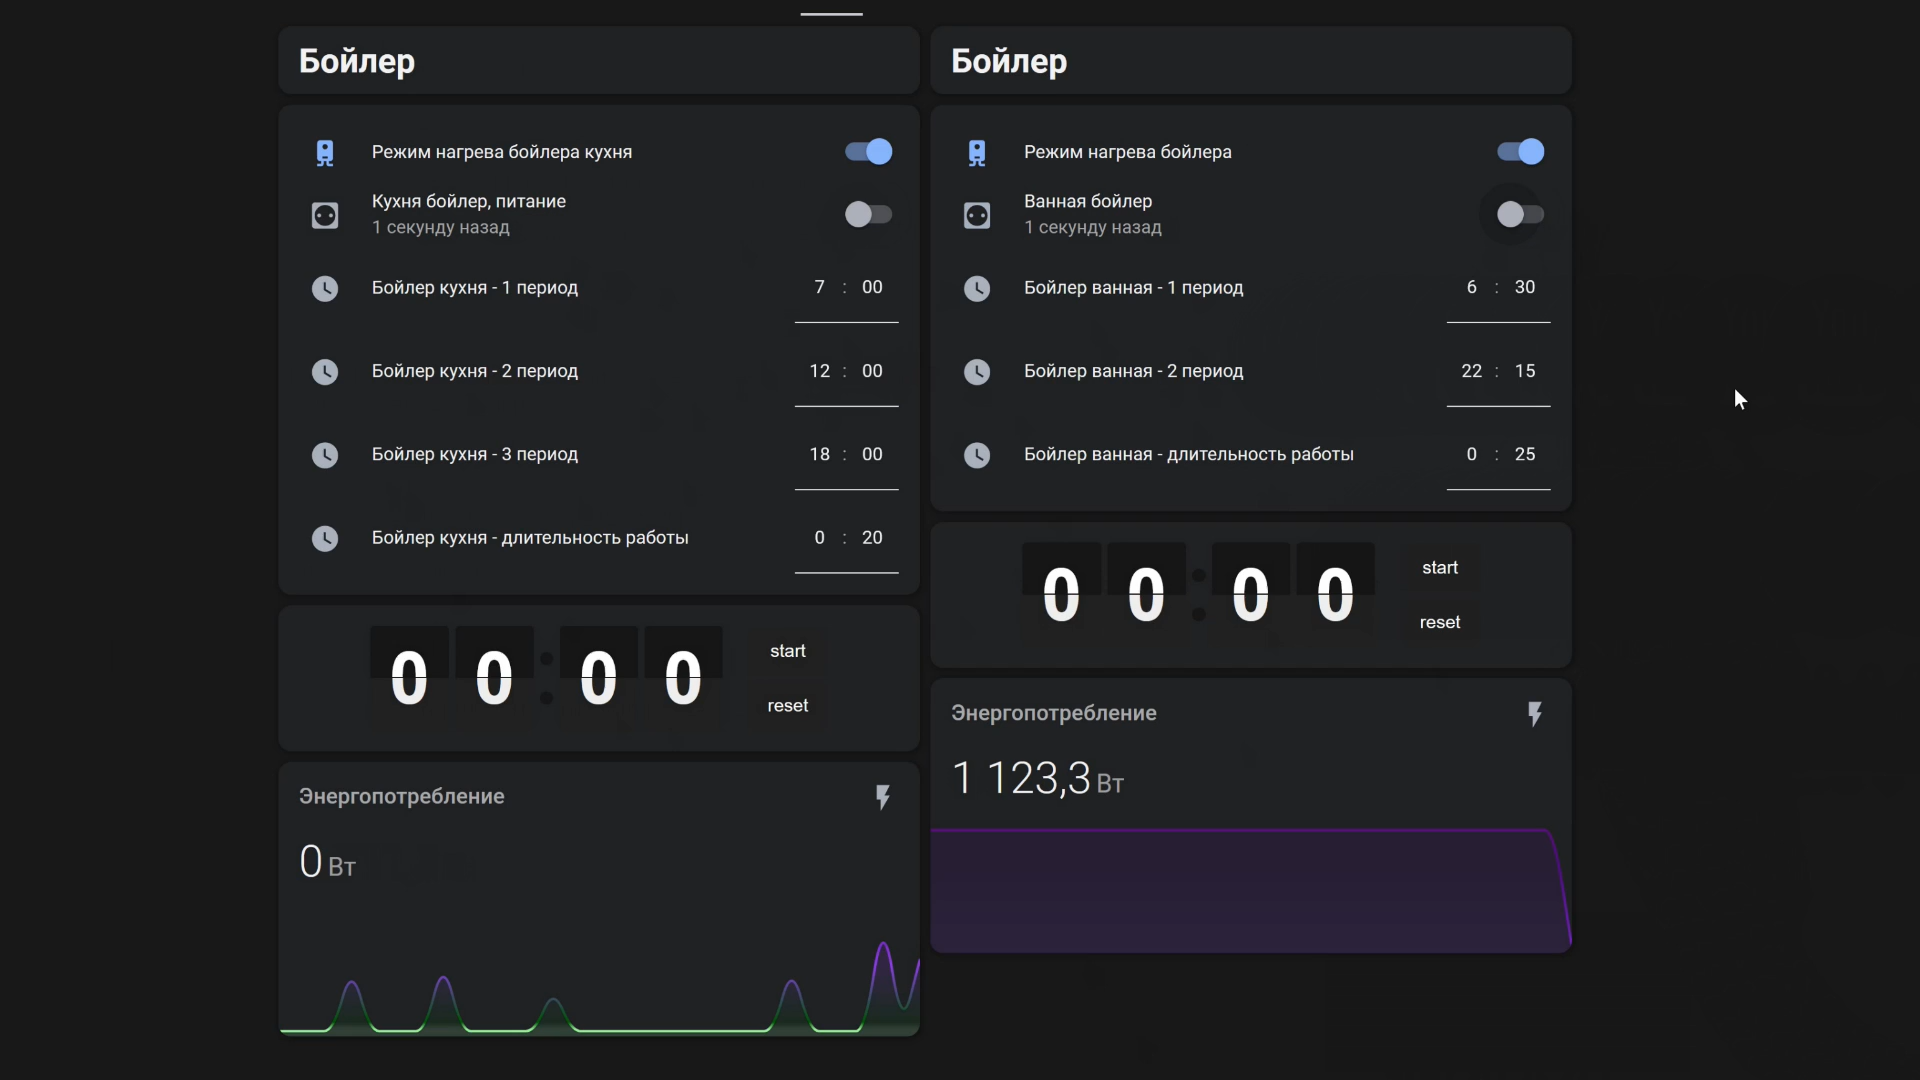 Бойлер
Режим нагрева бойлера кухня
Кухня бойлер, питание
1 секунду назад
Бойлер кухня - 1 период 7 : 00
Бойлер кухня - 2 период 12 : 00
Бойлер кухня - 3 период 18 : 00
Бойлер кухня - длительность работы 0 : 20
0 0 : 0 0
start
reset
Энергопотребление
0 Вт
Бойлер
Режим нагрева бойлера
Ванная бойлер
1 секунду назад
Бойлер ванная - 1 период 6 : 30
Бойлер ванная - 2 период 22 : 15
Бойлер ванная - длительность работы 0 : 25
0 0 : 0 0
start
reset
Энергопотребление
1 123,3 Вт